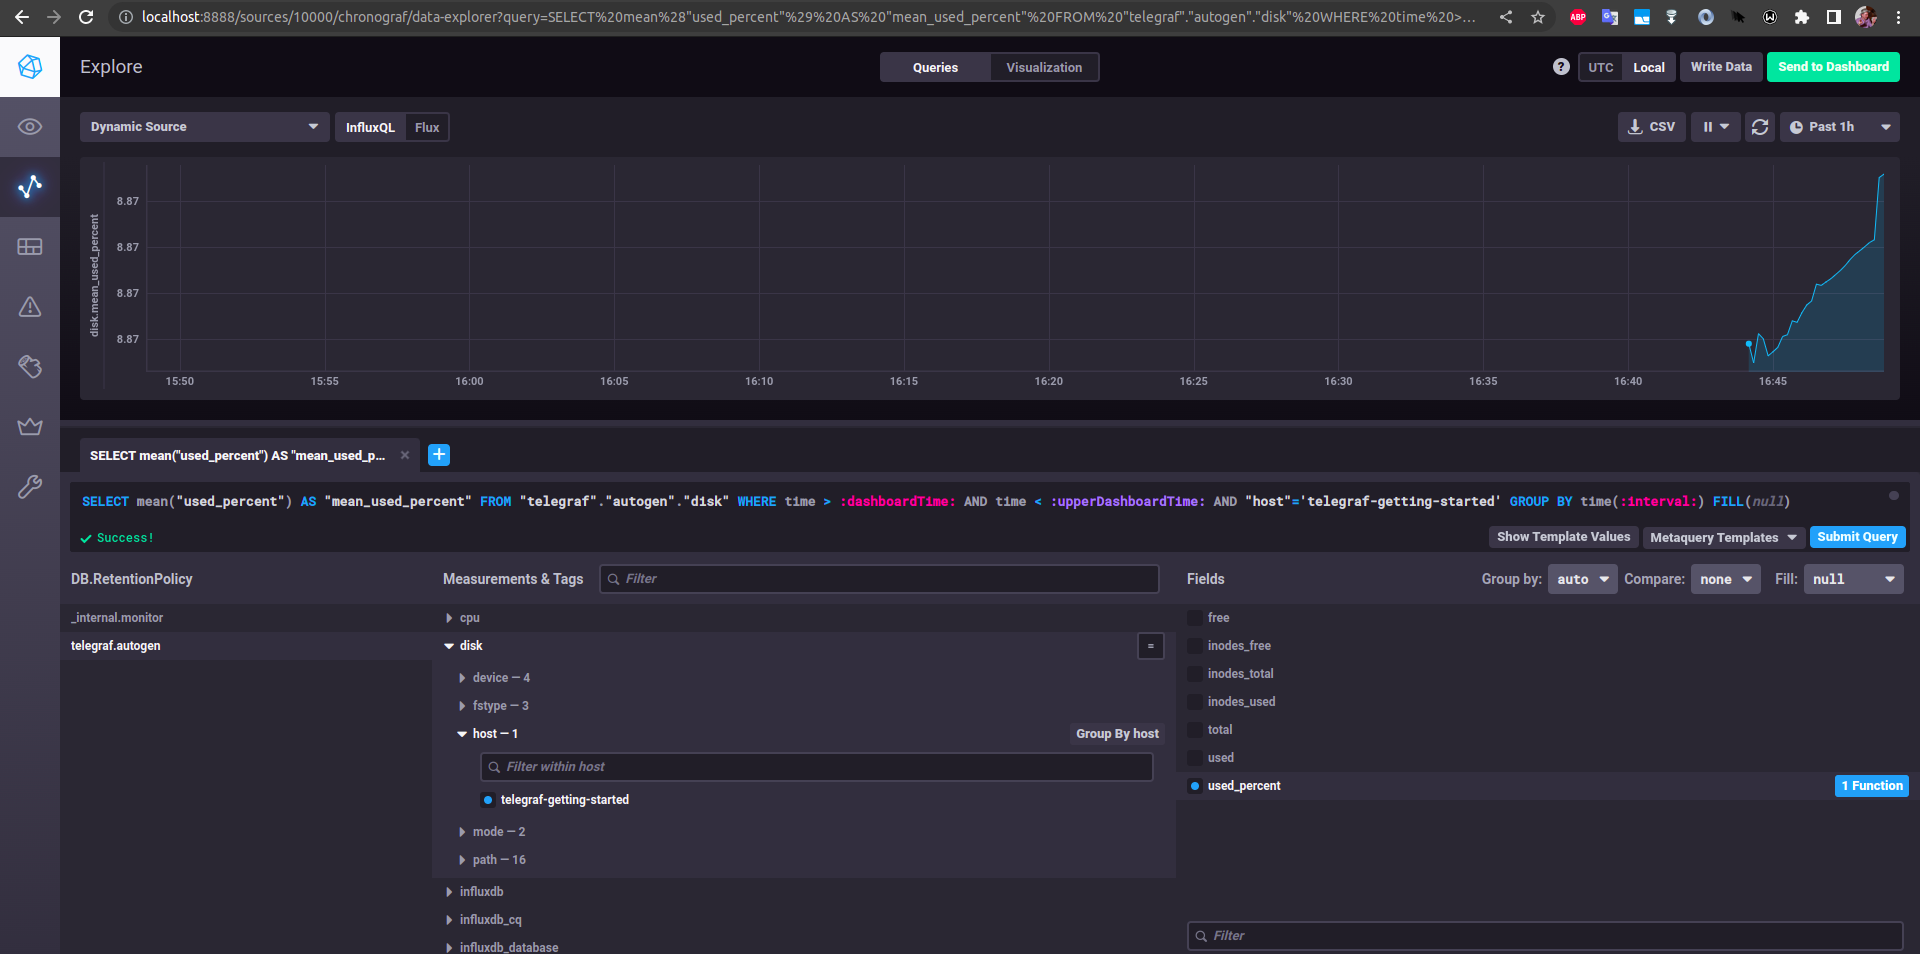 localhost:8888/sources/10000/chronograf/data-explorer?query=SELECT%20mean%28"used_percent"%29%20AS%20"mean_used_percent"%20FROM%20"telegraf"."autogen"."disk"%20WHERE%20time%20>...
ABP
Explore
Queries
Visualization
?
UTC
Local
Write Data
Send to Dashboard
Dynamic Source
InfluxQL
Flux
CSV
Past 1h
disk.mean_used_percent
8.87
8.87
8.87
8.87
15:50
15:55
16:00
16:05
16:10
16:15
16:20
16:25
16:30
16:35
16:40
16:45
SELECT mean("used_percent") AS "mean_used_p...
SELECT mean("used_percent") AS "mean_used_percent" FROM "telegraf"."autogen"."disk" WHERE time > :dashboardTime: AND time < :upperDashboardTime: AND "host"='telegraf-getting-started' GROUP BY time(:interval:) FILL(null)
Success!
Show Template Values
Metaquery Templates
Submit Query
DB.RetentionPolicy
_internal.monitor
telegraf.autogen
Measurements & Tags
Filter
cpu
disk
=
device — 4
fstype — 3
host — 1
Group By host
Filter within host
telegraf-getting-started
mode — 2
path — 16
influxdb
influxdb_cq
influxdb_database
Fields
Group by: auto
Compare: none
Fill: null
free
inodes_free
inodes_total
inodes_used
total
used
used_percent
1 Function
Filter